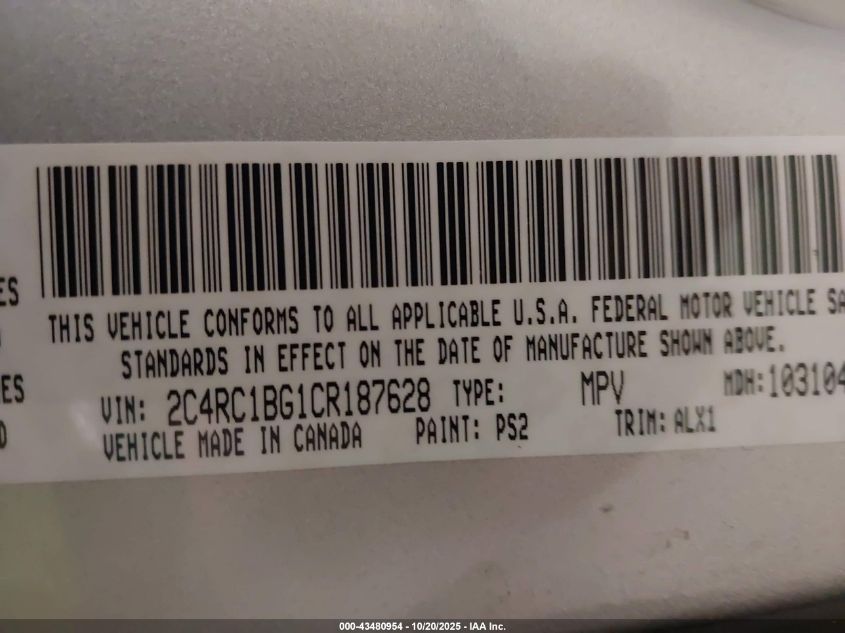 ES
THIS VEHICLE CONFORMS TO ALL APPLICABLE U.S.A. FEDERAL MOTOR VEHICLE SA
STANDARDS IN EFFECT ON THE DATE OF MANUFACTURE SHOWN ABOVE.
ES
VIN: 2C4RC1BG1CR187628 TYPE: MPV MDH:103104
D
VEHICLE MADE IN CANADA PAINT: PS2 TRIM: ALX1
000-43480954 - 10/20/2025 - IAA Inc.